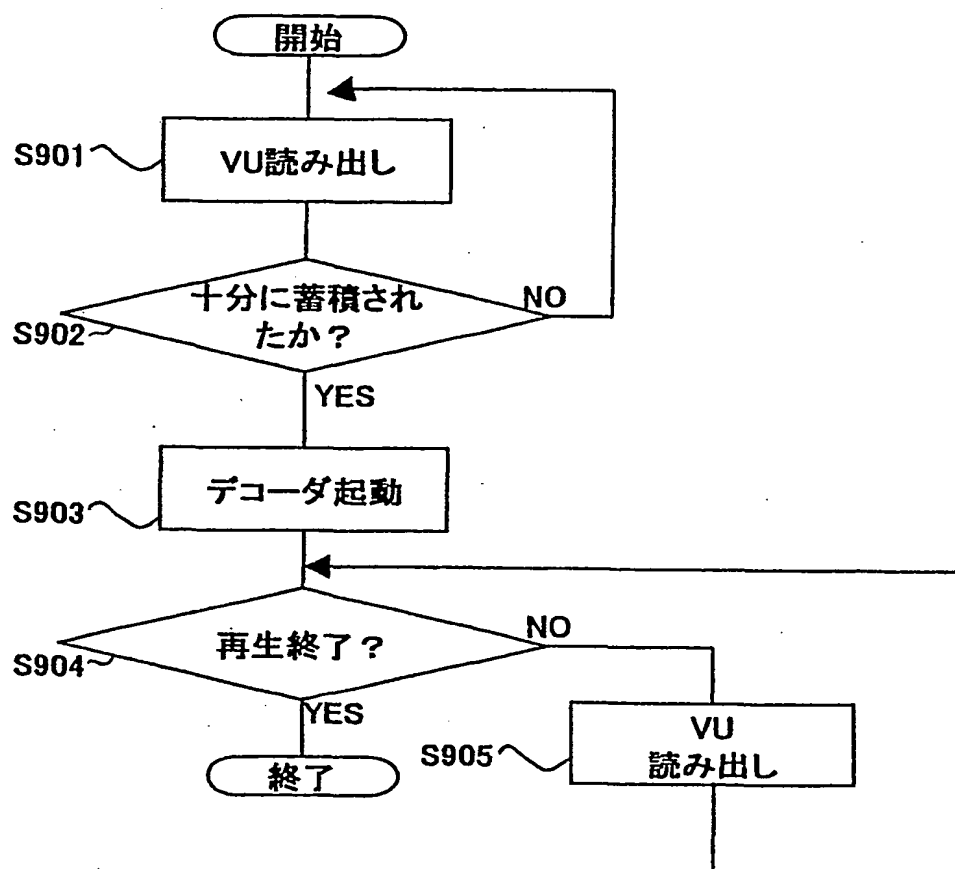 開始
S901
VU読み出し
十分に蓄積され
たか?
NO
S902
YES
デコーダ起動
S903
再生終了?
NO
S904
YES
VU
読み出し
S905
終了